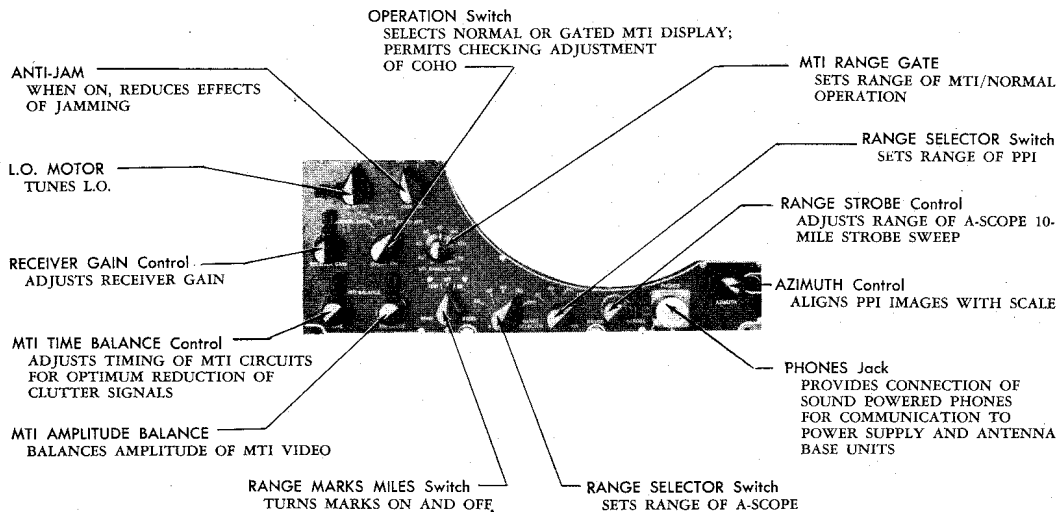 OPERATION Switch
SELECTS NORMAL OR GATED MTI DISPLAY;
PERMITS CHECKING ADJUSTMENT
OF COHO
ANTI-JAM
WHEN ON, REDUCES EFFECTS
OF JAMMING
MTI RANGE GATE
SETS RANGE OF MTI/NORMAL
OPERATION
L.O. MOTOR
TUNES L.O.
RANGE SELECTOR Switch
SETS RANGE OF PPI
RANGE STROBE Control
ADJUSTS RANGE OF A-SCOPE 10-
MILE STROBE SWEEP
RECEIVER GAIN Control
ADJUSTS RECEIVER GAIN
AZIMUTH Control
ALIGNS PPI IMAGES WITH SCALE
MTI TIME BALANCE Control
ADJUSTS TIMING OF MTI CIRCUITS
FOR OPTIMUM REDUCTION OF
CLUTTER SIGNALS
PHONES Jack
PROVIDES CONNECTION OF
SOUND POWERED PHONES
FOR COMMUNICATION TO
POWER SUPPLY AND ANTENNA
BASE UNITS
MTI AMPLITUDE BALANCE
BALANCES AMPLITUDE OF MTI VIDEO
RANGE MARKS MILES Switch
TURNS MARKS ON AND OFF
RANGE SELECTOR Switch
SETS RANGE OF A-SCOPE